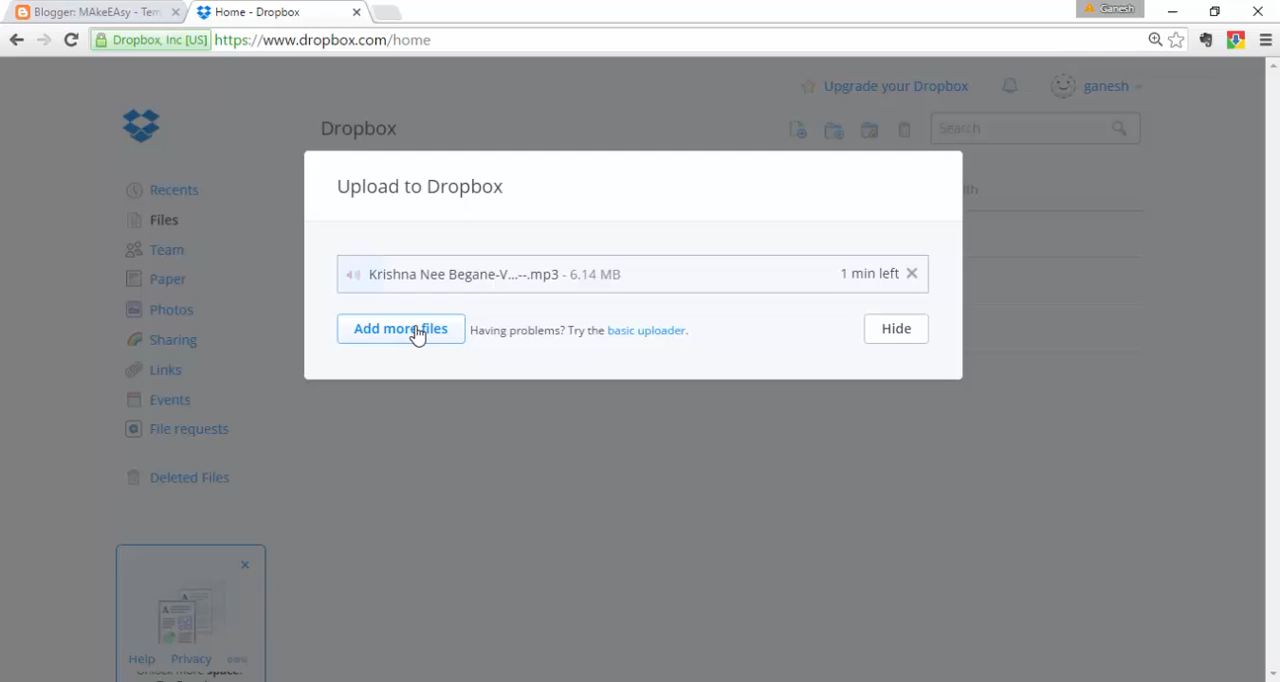 Blogger: MAkeEAsy - Tem
Home - Dropbox
Ganesh
Dropbox, Inc [US]
https://www.dropbox.com/home
Upgrade your Dropbox
ganesh
Dropbox
Search
Upload to Dropbox
Recents
Files
Team
Paper
Photos
Sharing
Links
Events
File requests
Deleted Files
Krishna Nee Begane-V...--.mp3 - 6.14 MB
1 min left
Add more files
Having problems? Try the basic uploader.
Hide
Help
Privacy